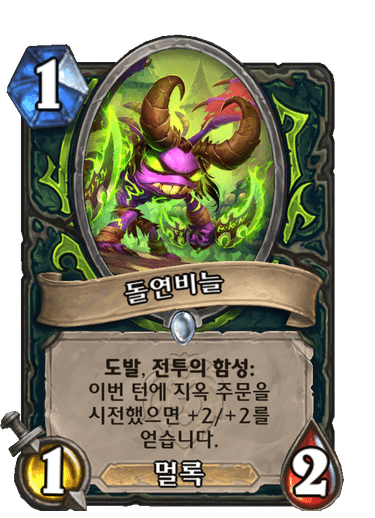 1
돌연비늘
도발, 전투의 함성:
이번 턴에 지옥 주문을
시전했으면 +2/+2를
얻습니다.
1
멀록
2